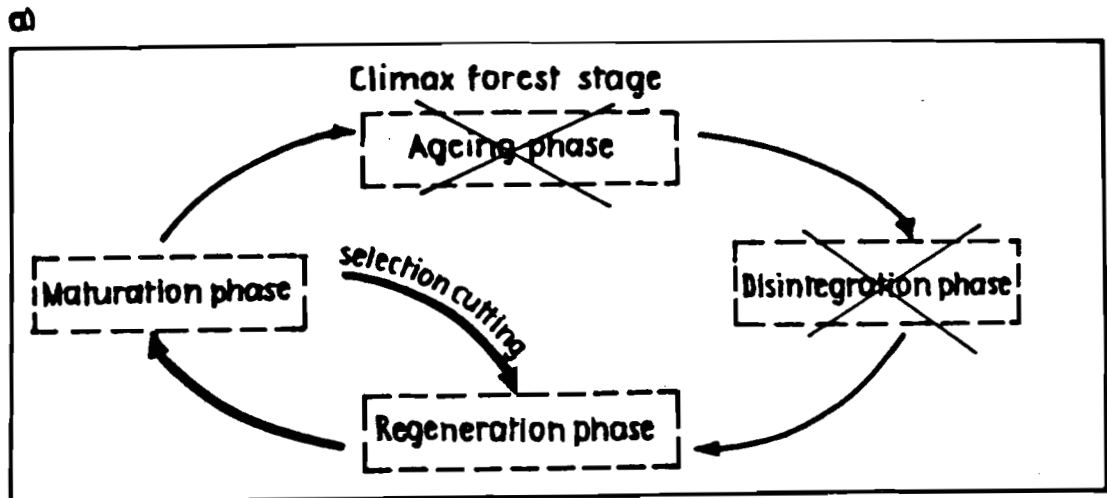 a)
Climax forest stage
Ageing phase
selection cutting
Maturation phase
Disintegration phase
Regeneration phase